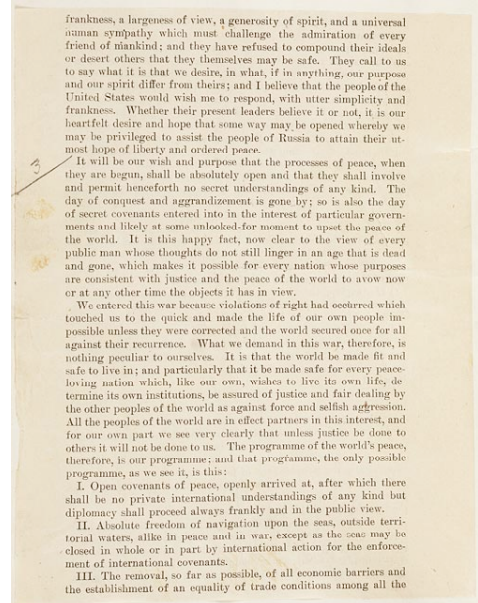 frankness, a largeness of view, a generosity of spirit, and a universal
human sympathy which must challenge the admiration of every
friend of mankind; and they have refused to compound their ideals
or desert others that they themselves may be safe. They call to us
to say what it is that we desire, in what, if in anything, our purpose
and our spirit differ from theirs; and I believe that the people of the
United States would wish me to respond, with utter simplicity and
frankness. Whether their present leaders believe it or not, it is our
heartfelt desire and hope that some way may be opened whereby we
may be privileged to assist the people of Russia to attain their ut-
most hope of liberty and ordered peace.
3
It will be our wish and purpose that the processes of peace, when
they are begun, shall be absolutely open and that they shall involve
and permit henceforth no secret understandings of any kind. The
day of conquest and aggrandizement is gone by; so is also the day
of secret covenants entered into in the interest of particular govern-
ments and likely at some unlooked-for moment to upset the peace of
the world. It is this happy fact, now clear to the view of every
public man whose thoughts do not still linger in an age that is dead
and gone, which makes it possible for every nation whose purposes
are consistent with justice and the peace of the world to avow now
or at any other time the objects it has in view.
We entered this war because violations of right had occurred which
touched us to the quick and made the life of our own people im-
possible unless they were corrected and the world secured once for all
against their recurrence. What we demand in this war, therefore, is
nothing peculiar to ourselves. It is that the world be made fit and
safe to live in; and particularly that it be made safe for every peace-
loving nation which, like our own, wishes to live its own life, de-
termine its own institutions, be assured of justice and fair dealing by
the other peoples of the world as against force and selfish aggression.
All the peoples of the world are in effect partners in this interest, and
for our own part we see very clearly that unless justice be done to
others it will not be done to us. The programme of the world's peace,
therefore, is our programme; and that programme, the only possible
programme, as we see it, is this:
I. Open covenants of peace, openly arrived at, after which there
shall be no private international understandings of any kind but
diplomacy shall proceed always frankly and in the public view.
II. Absolute freedom of navigation upon the seas, outside terri-
torial waters, alike in peace and in war, except as the seas may be
closed in whole or in part by international action for the enforce-
ment of international covenants.
III. The removal, so far as possible, of all economic barriers and
the establishment of an equality of trade conditions among all the